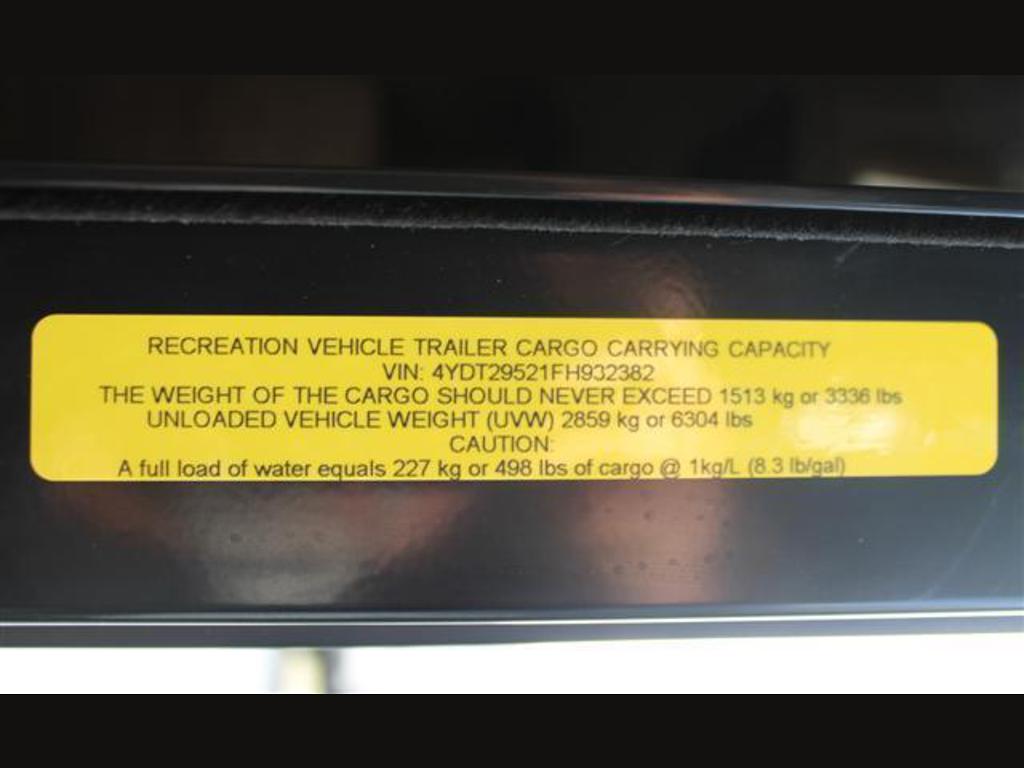 RECREATION VEHICLE TRAILER CARGO CARRYING CAPACITY
VIN: 4YDT29521FH932382
THE WEIGHT OF THE CARGO SHOULD NEVER EXCEED 1513 kg or 3336 lbs
UNLOADED VEHICLE WEIGHT (UVW) 2859 kg or 6304 lbs
CAUTION:
A full load of water equals 227 kg or 498 lbs of cargo @ 1kg/L (8.3 lb/gal)